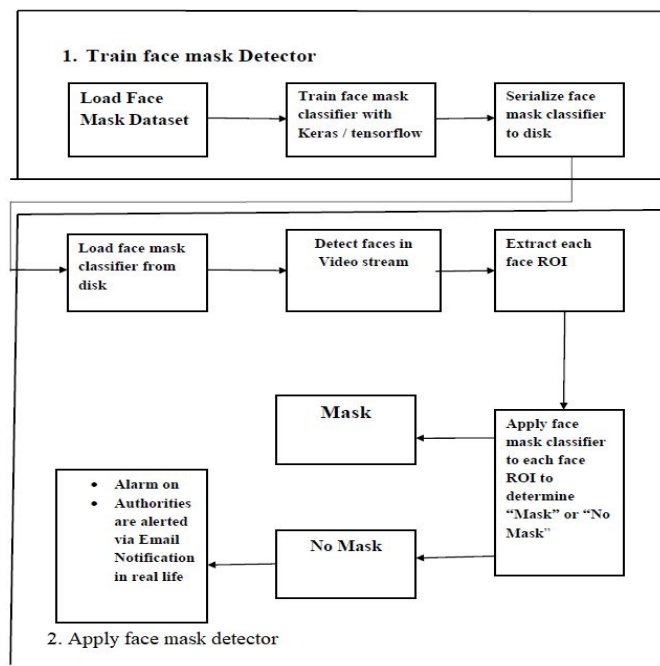 1. Train face mask Detector
Load Face
Mask Dataset
Train face mask
classifier with
Keras / tensorflow
Serialize face
mask classifier
to disk
Load face mask
classifier from
disk
Detect faces in
Video stream
Extract each
face ROI
Mask
Apply face
mask classifier
to each face
ROI to
determine
“Mask” or “No
Mask”
No Mask
• Alarm on
• Authorities
are alerted
via Email
Notification
in real life
2. Apply face mask detector